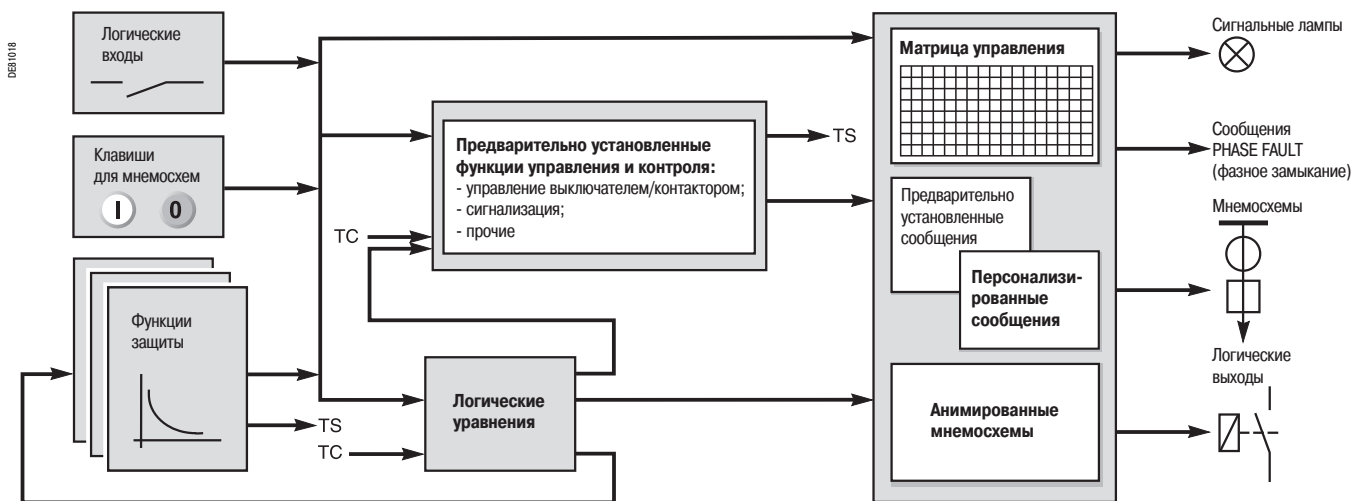 DE81018
Логические
входы
Клавиши
для мнемосхем
I 0
Функции
защиты
TS
TC
Предварительно установленные
функции управления и контроля:
- управление выключателем/контактором;
- сигнализация;
- прочие
TS
TC
Логические
уравнения
Матрица управления
Предварительно
установленные
сообщения
Персонализи-
рованные
сообщения
Анимированные
мнемосхемы
Сигнальные лампы
Сообщения
PHASE FAULT
(фазное замыкание)
Мнемосхемы
Логические
выходы